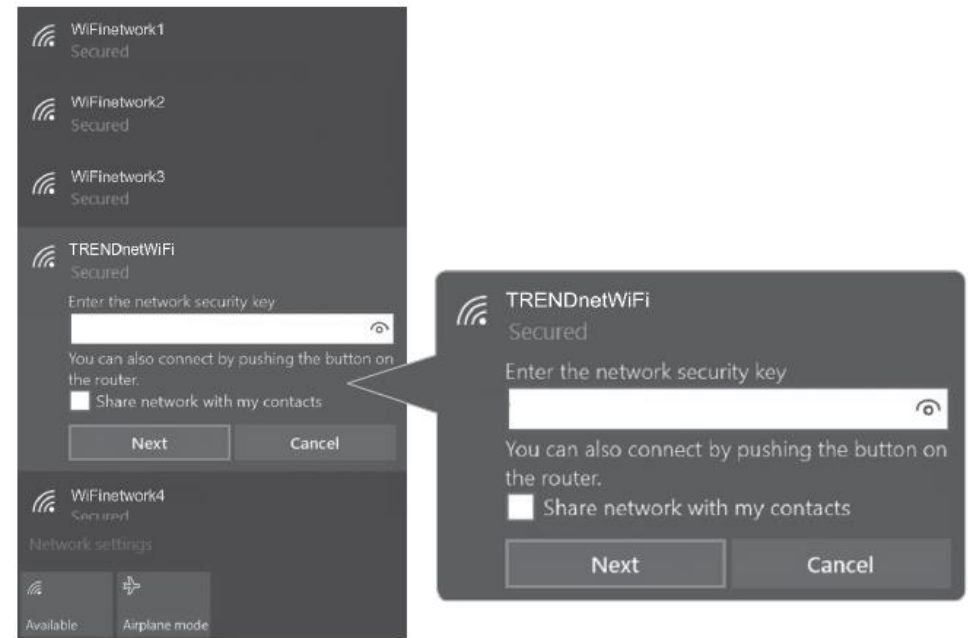 WiFinetwork1
Secured
WiFinetwork2
Secured
WiFinetwork3
Secured
TRENDnetWiFi
Secured
Enter the network security key
You can also connect by pushing the button on
the router.
Share network with my contacts
Next Cancel
WiFinetwork4
Secured
Network settings
Available Airplane mode
TRENDnetWiFi
Secured
Enter the network security key
You can also connect by pushing the button on
the router.
Share network with my contacts
Next Cancel